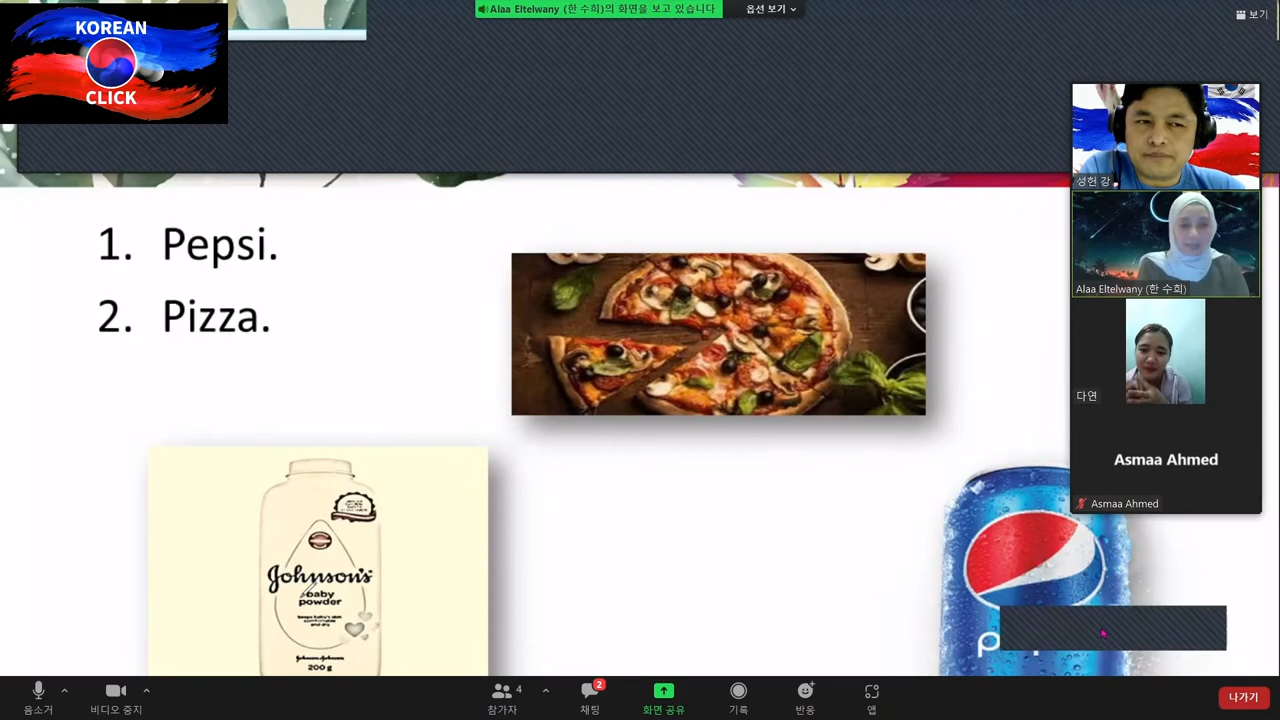 KOREAN
CLICK
Alaa Eltelwany (한 수희)의 화면을 보고 있습니다
옵션 보기
보기
성헌 강
Alaa Eltelwany (한 수희)
다연
Asmaa Ahmed
Asmaa Ahmed
1. Pepsi.
2. Pizza.
Johnson's
baby
powder
200 g
음소거
비디오 중지
4
참가자
2
채팅
화면 공유
기록
반응
앱
나가기